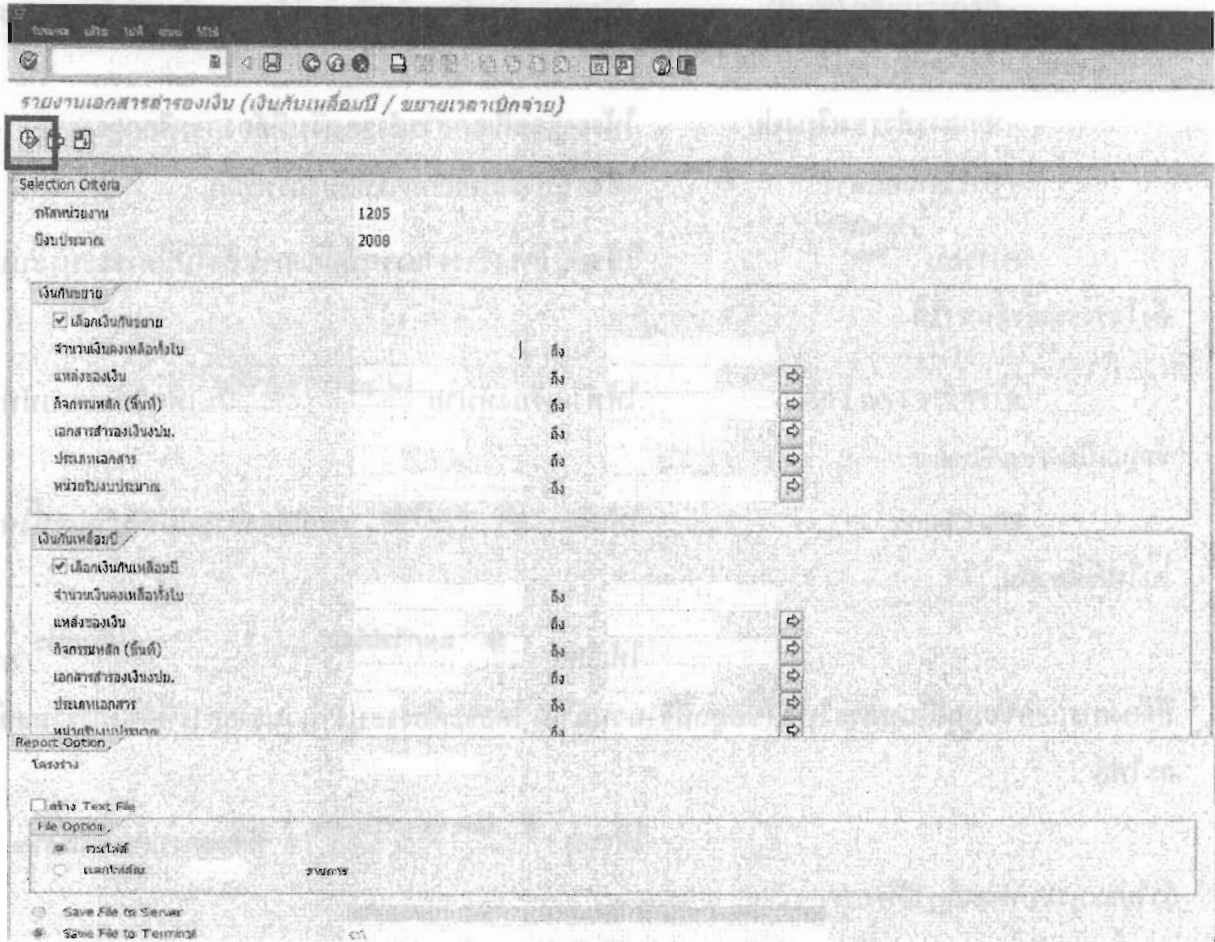 รายงานเอกสารสำรองเงิน (เงินกันเหลื่อมปี / ขยายเวลาเบิกจ่าย)
Selection Criteria
รหัสหน่วยงาน 1205
ปีงบประมาณ 2008
เงินกันขยาย
เลือกเงินกันขยาย
จำนวนเงินคงเหลือทั้งใบ ถึง
แหล่งของเงิน ถึง
กิจกรรมหลัก (พื้นที่) ถึง
เอกสารสำรองเงินงปม. ถึง
ประเภทเอกสาร ถึง
หน่วยรับงบประมาณ ถึง
เงินกันเหลื่อมปี
เลือกเงินกันเหลื่อมปี
จำนวนเงินคงเหลือทั้งใบ ถึง
แหล่งของเงิน ถึง
กิจกรรมหลัก (พื้นที่) ถึง
เอกสารสำรองเงินงปม. ถึง
ประเภทเอกสาร ถึง
หน่วยรับงบประมาณ ถึง
Report Option
โครงร่าง
สร้าง Text File
File Option
รวมไฟล์
แยกไฟล์ละ รายการ
Save File to Server
Save File to Terminal c:\